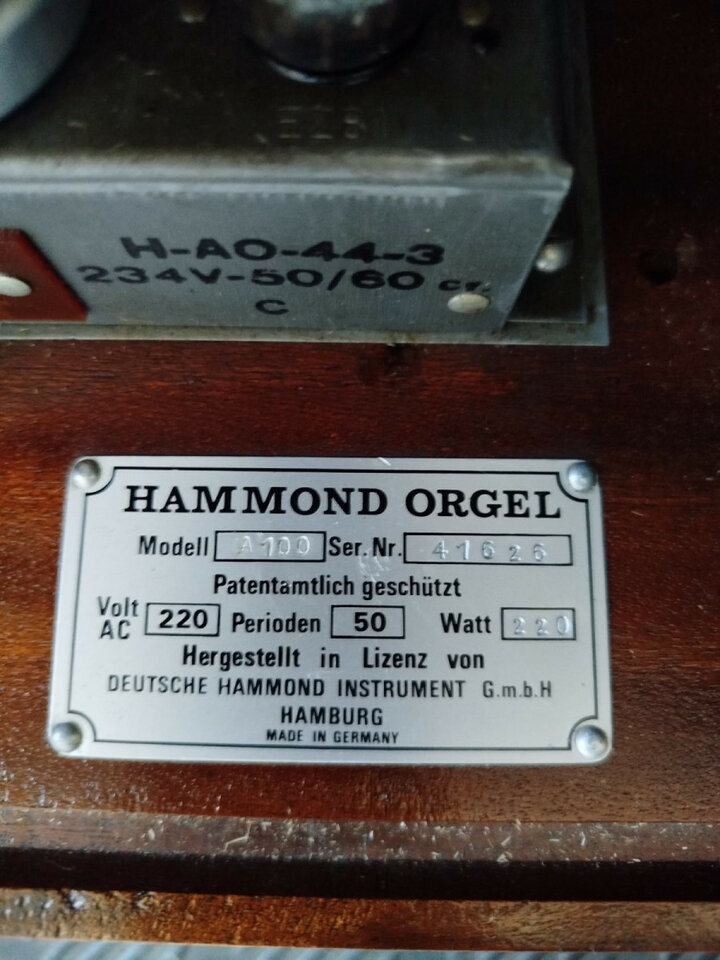 H-AO-44-3
234V-50/60 cy.
C
HAMMOND ORGEL
Modell A100 Ser.Nr. 41626
Patentamtlich geschützt
Volt AC 220 Perioden 50 Watt 220
Hergestellt in Lizenz von
DEUTSCHE HAMMOND INSTRUMENT G.m.b.H
HAMBURG
MADE IN GERMANY